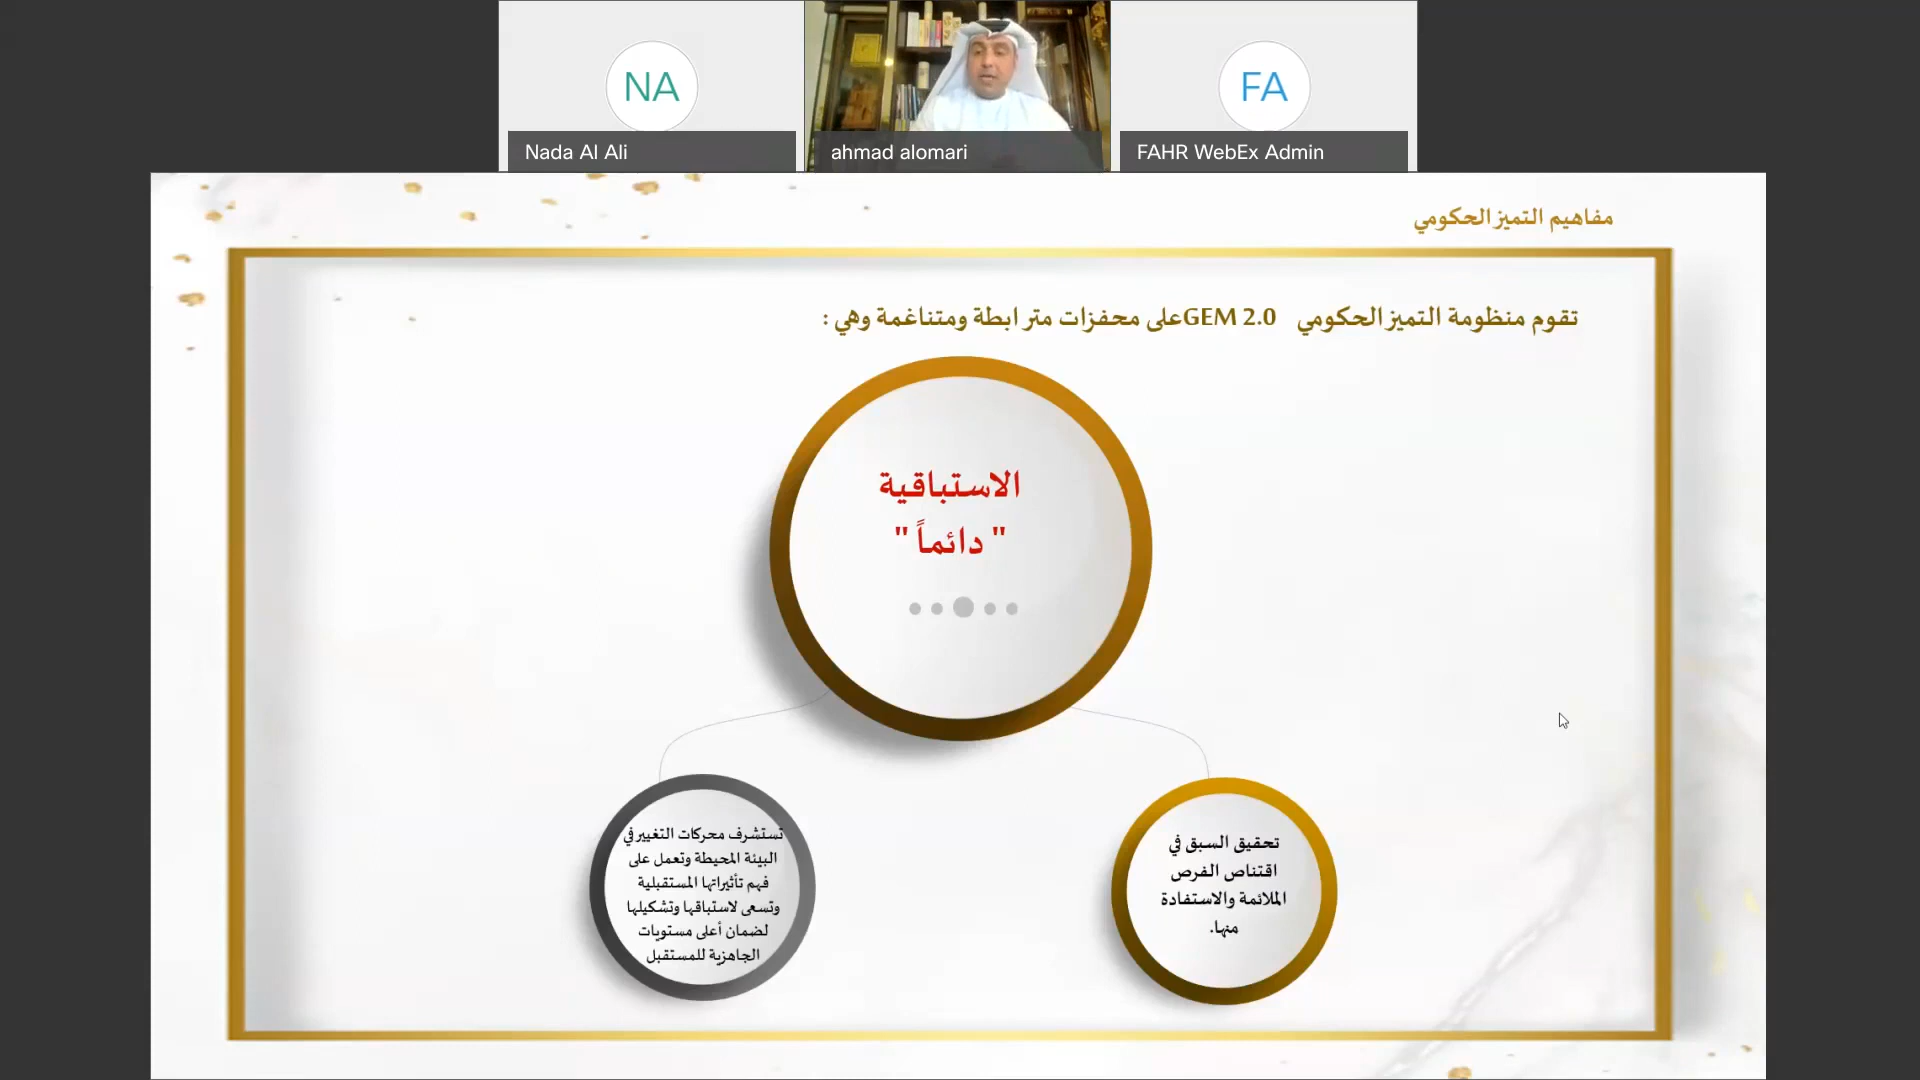 NA
FA
Nada Al Ali
ahmad alomari
FAHR WebEx Admin
مفاهيم التميز الحكومي
تقوم منظومة التميز الحكومي GEM 2.0 على محفزات مترابطة ومتناغمة وهي :
الاستباقية
" دائماً "
تحقيق السبق في
اقتناص الفرص
الملائمة والاستفادة
منها.
تستشرف محركات التغيير في
البيئة المحيطة وتعمل على
فهم تأثيراتها المستقبلية
وتسعى لاستباقها وتشكيلها
لضمان أعلى مستويات
الجاهزية للمستقبل